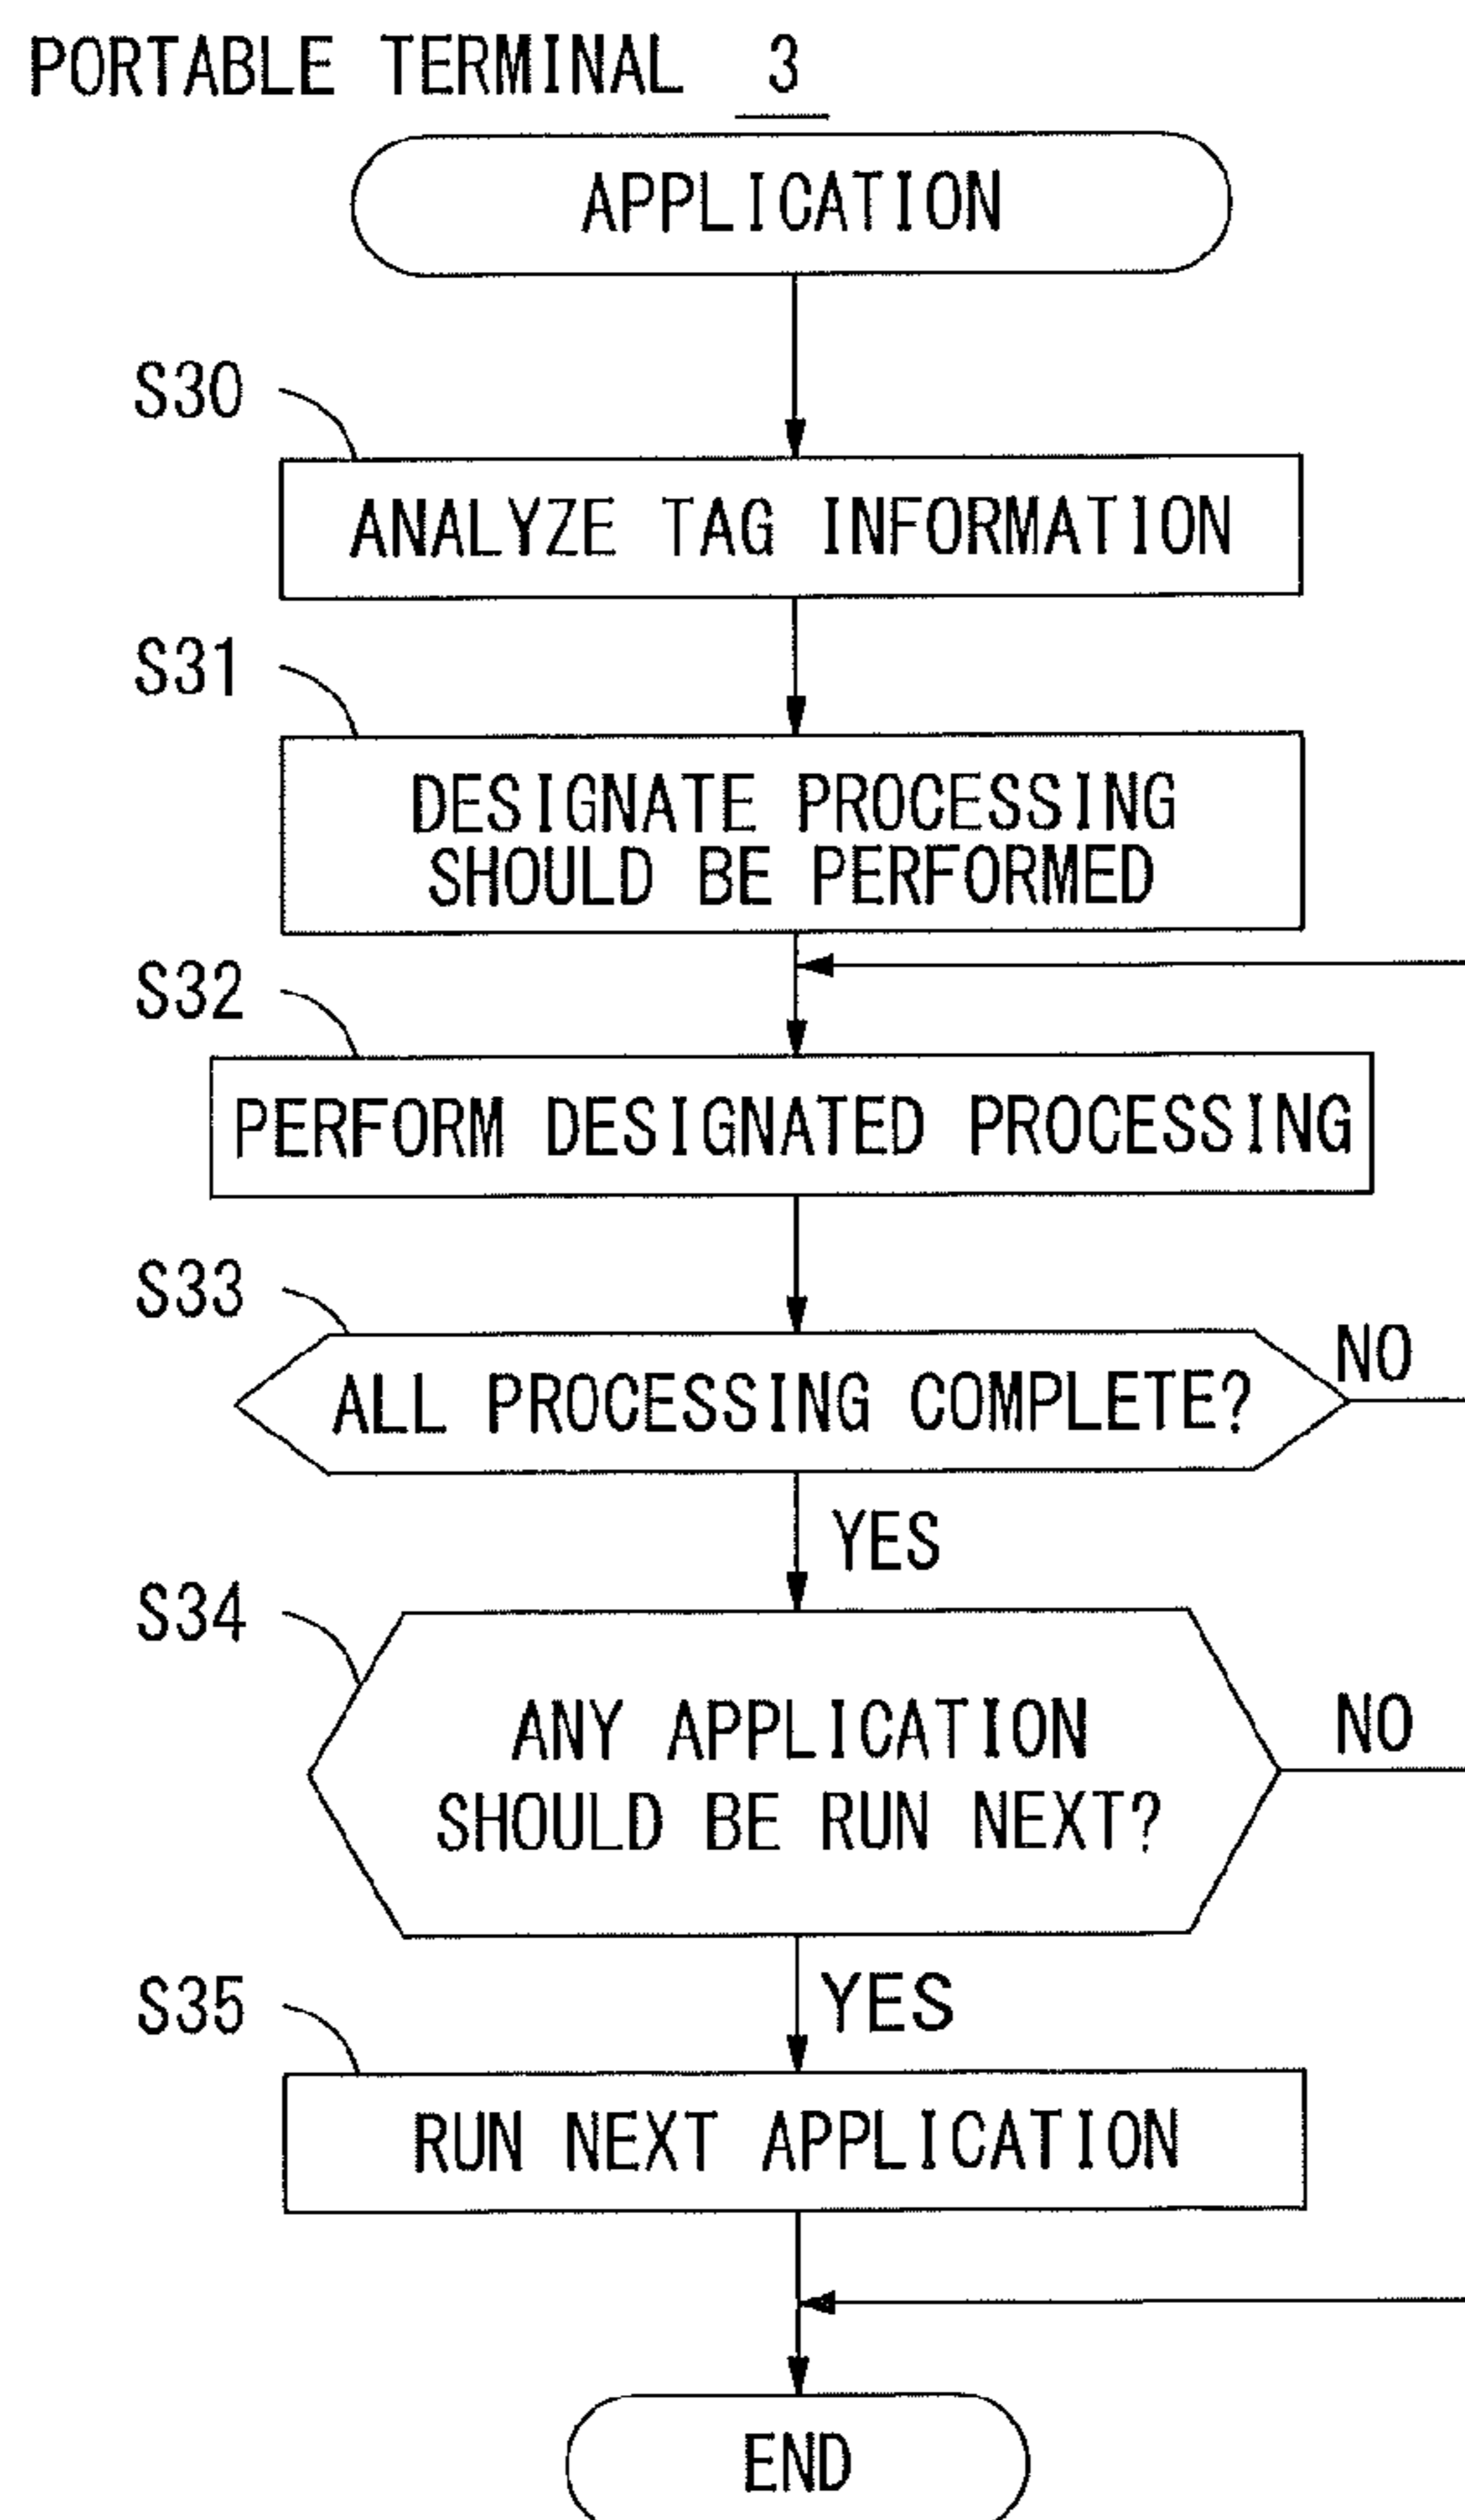 PORTABLE TERMINAL 3
APPLICATION
S30
ANALYZE TAG INFORMATION
S31
DESIGNATE PROCESSING
SHOULD BE PERFORMED
S32
PERFORM DESIGNATED PROCESSING
S33
ALL PROCESSING COMPLETE?
NO
YES
S34
ANY APPLICATION
SHOULD BE RUN NEXT?
NO
YES
S35
RUN NEXT APPLICATION
END